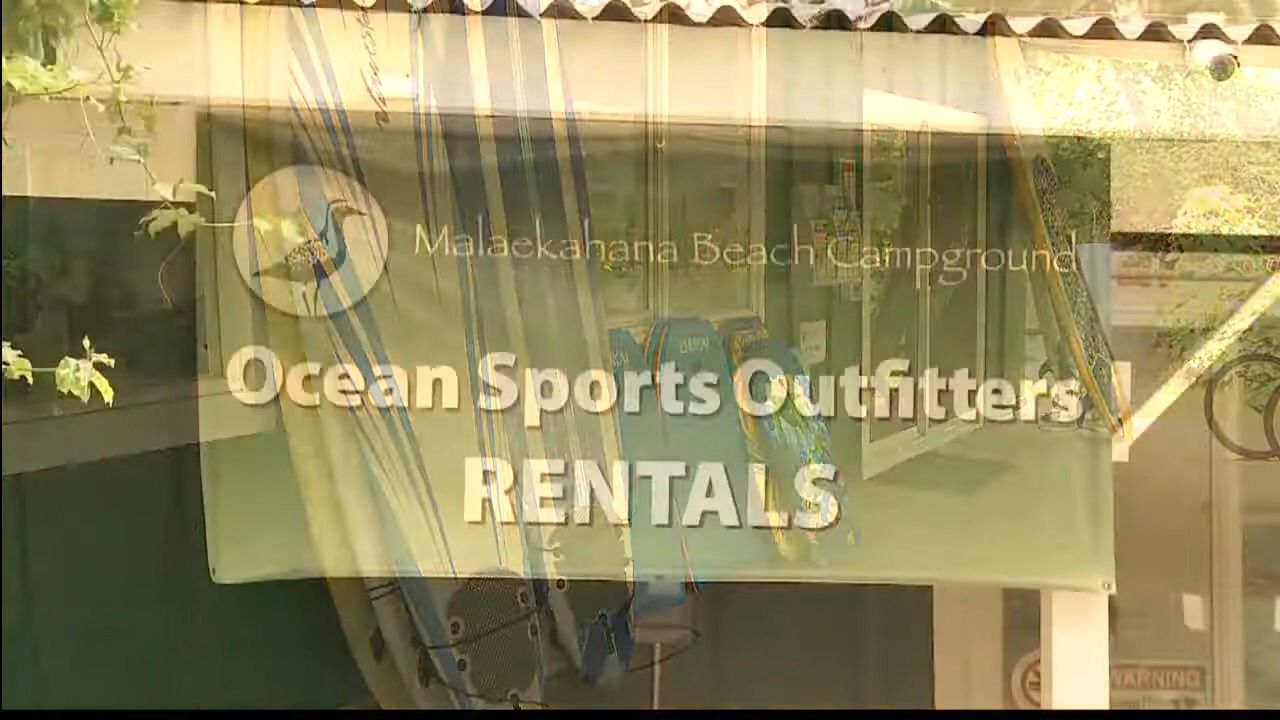 Malaekahana Beach Campground
Ocean Sports Outfitters
RENTALS
WARNING